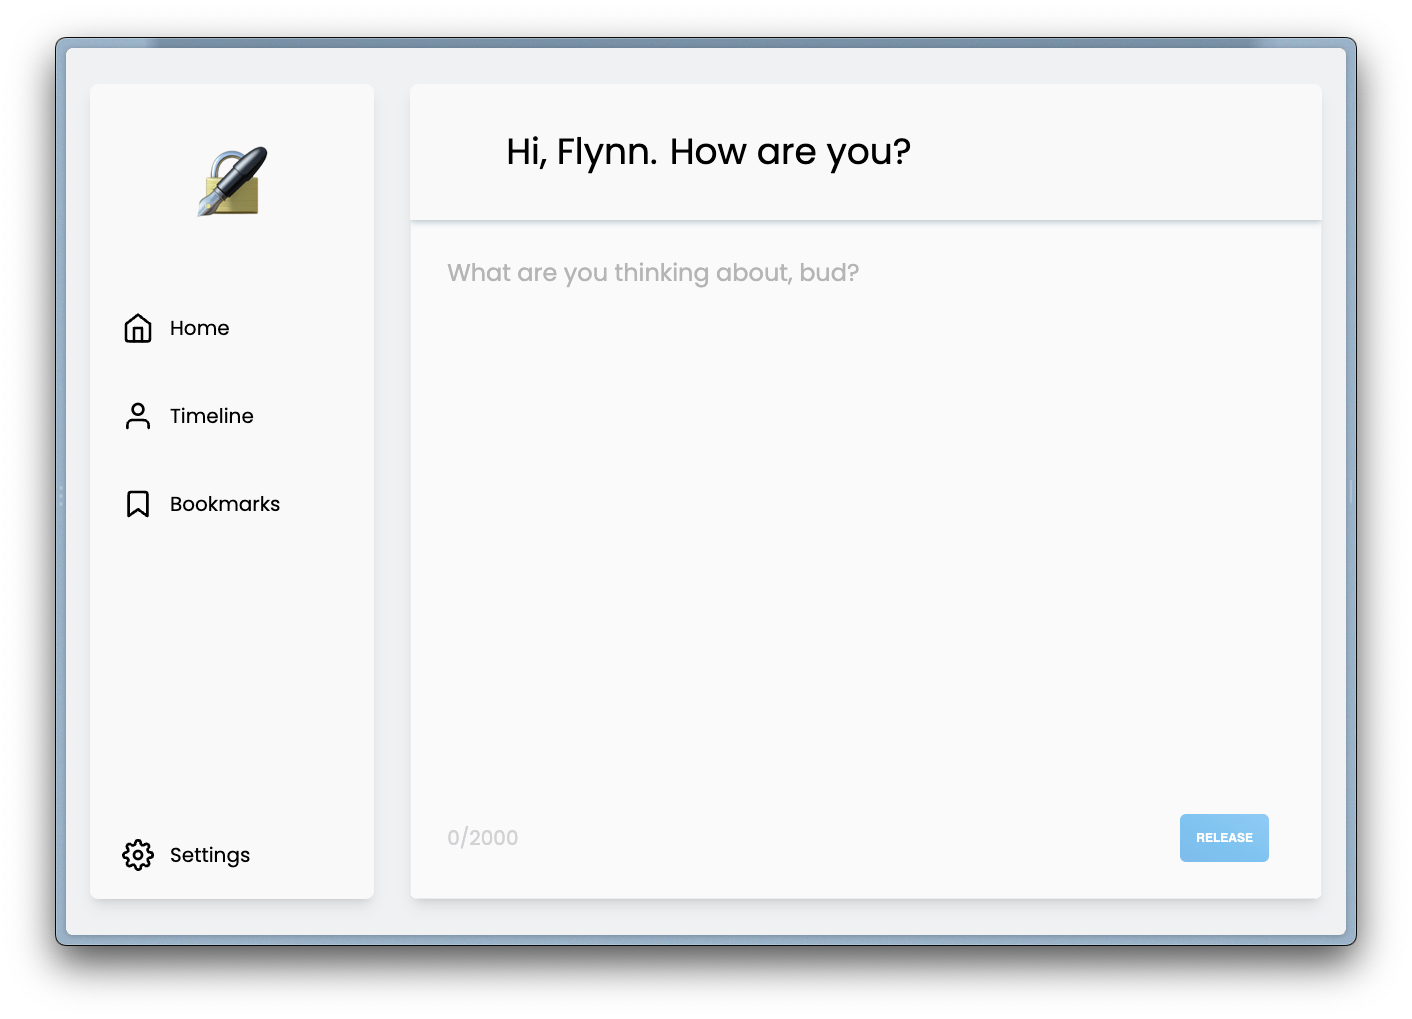 Hi, Flynn. How are you?
What are you thinking about, bud?
Home
Timeline
Bookmarks
Settings
0/2000
RELEASE